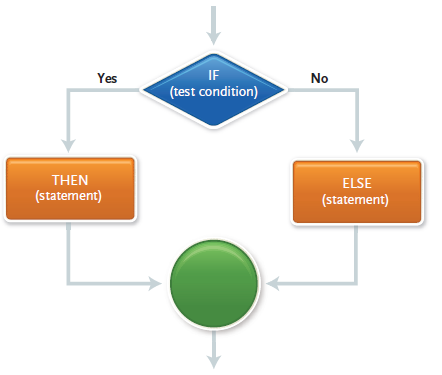 IF
(test condition)
Yes
No
THEN
(statement)
ELSE
(statement)